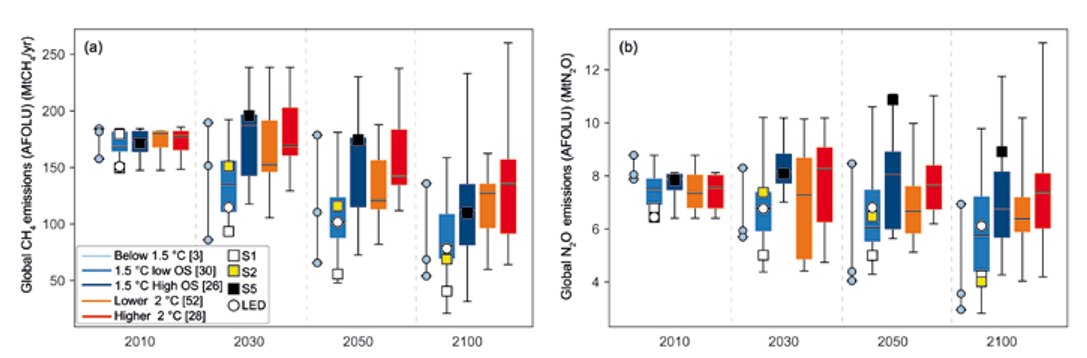 (a)
Global CH₄ emissions (AFOLU) (MtCH₄/yr)
250
200
150
100
50
Below 1.5 °C [3]
1.5 °C low OS [30]
1.5 °C High OS [26]
Lower 2 °C [52]
Higher 2 °C [28]
S1
S2
S5
LED
2010
2030
2050
2100
(b)
Global N₂O emissions (AFOLU) (MtN₂O)
12
10
8
6
4
2010
2030
2050
2100